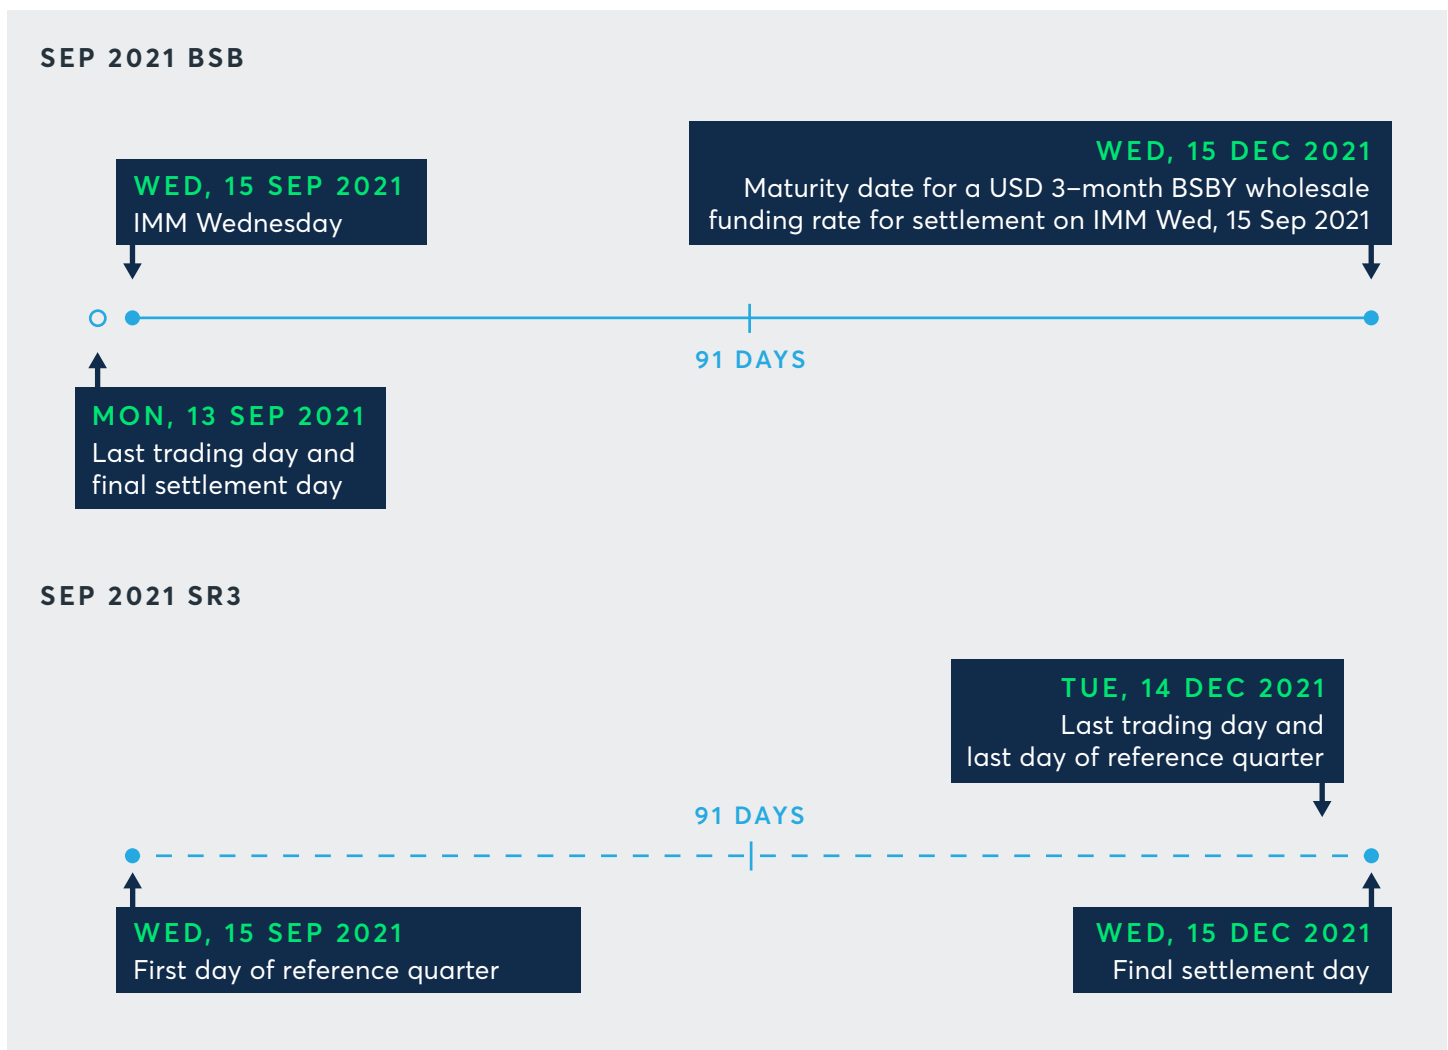 SEP 2021 BSB
WED, 15 DEC 2021
Maturity date for a USD 3–month BSBY wholesale
funding rate for settlement on IMM Wed, 15 Sep 2021
WED, 15 SEP 2021
IMM Wednesday
91 DAYS
MON, 13 SEP 2021
Last trading day and
final settlement day
SEP 2021 SR3
TUE, 14 DEC 2021
Last trading day and
last day of reference quarter
91 DAYS
WED, 15 SEP 2021
First day of reference quarter
WED, 15 DEC 2021
Final settlement day